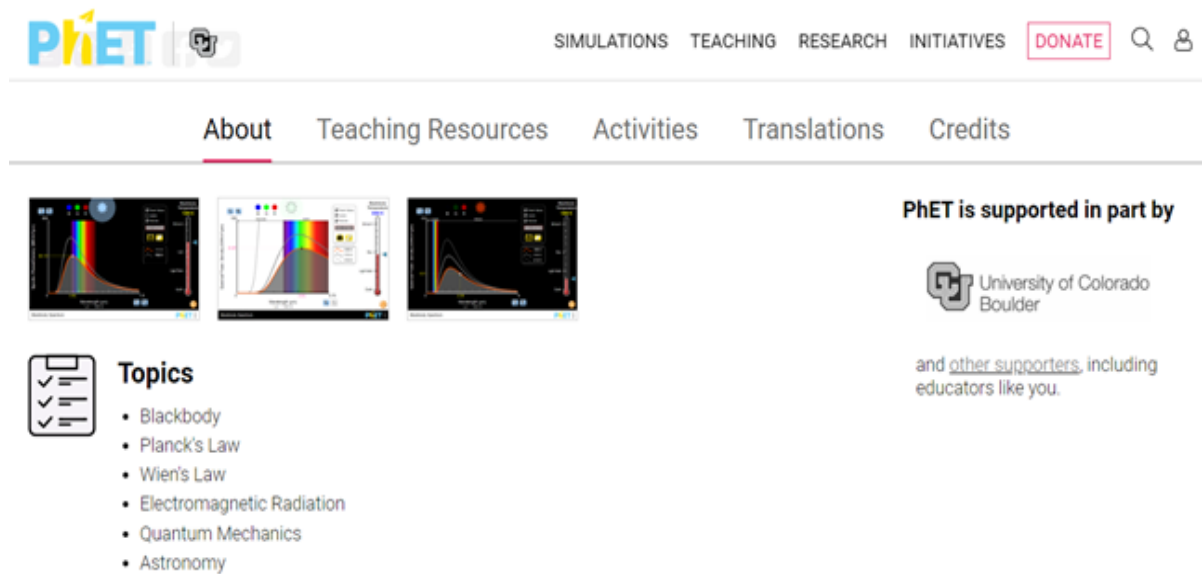 PhET
SIMULATIONS TEACHING RESEARCH INITIATIVES DONATE
About Teaching Resources Activities Translations Credits
PhET is supported in part by
University of Colorado
Boulder
and other supporters, including
educators like you.
Topics
• Blackbody
• Planck's Law
• Wien's Law
• Electromagnetic Radiation
• Quantum Mechanics
• Astronomy